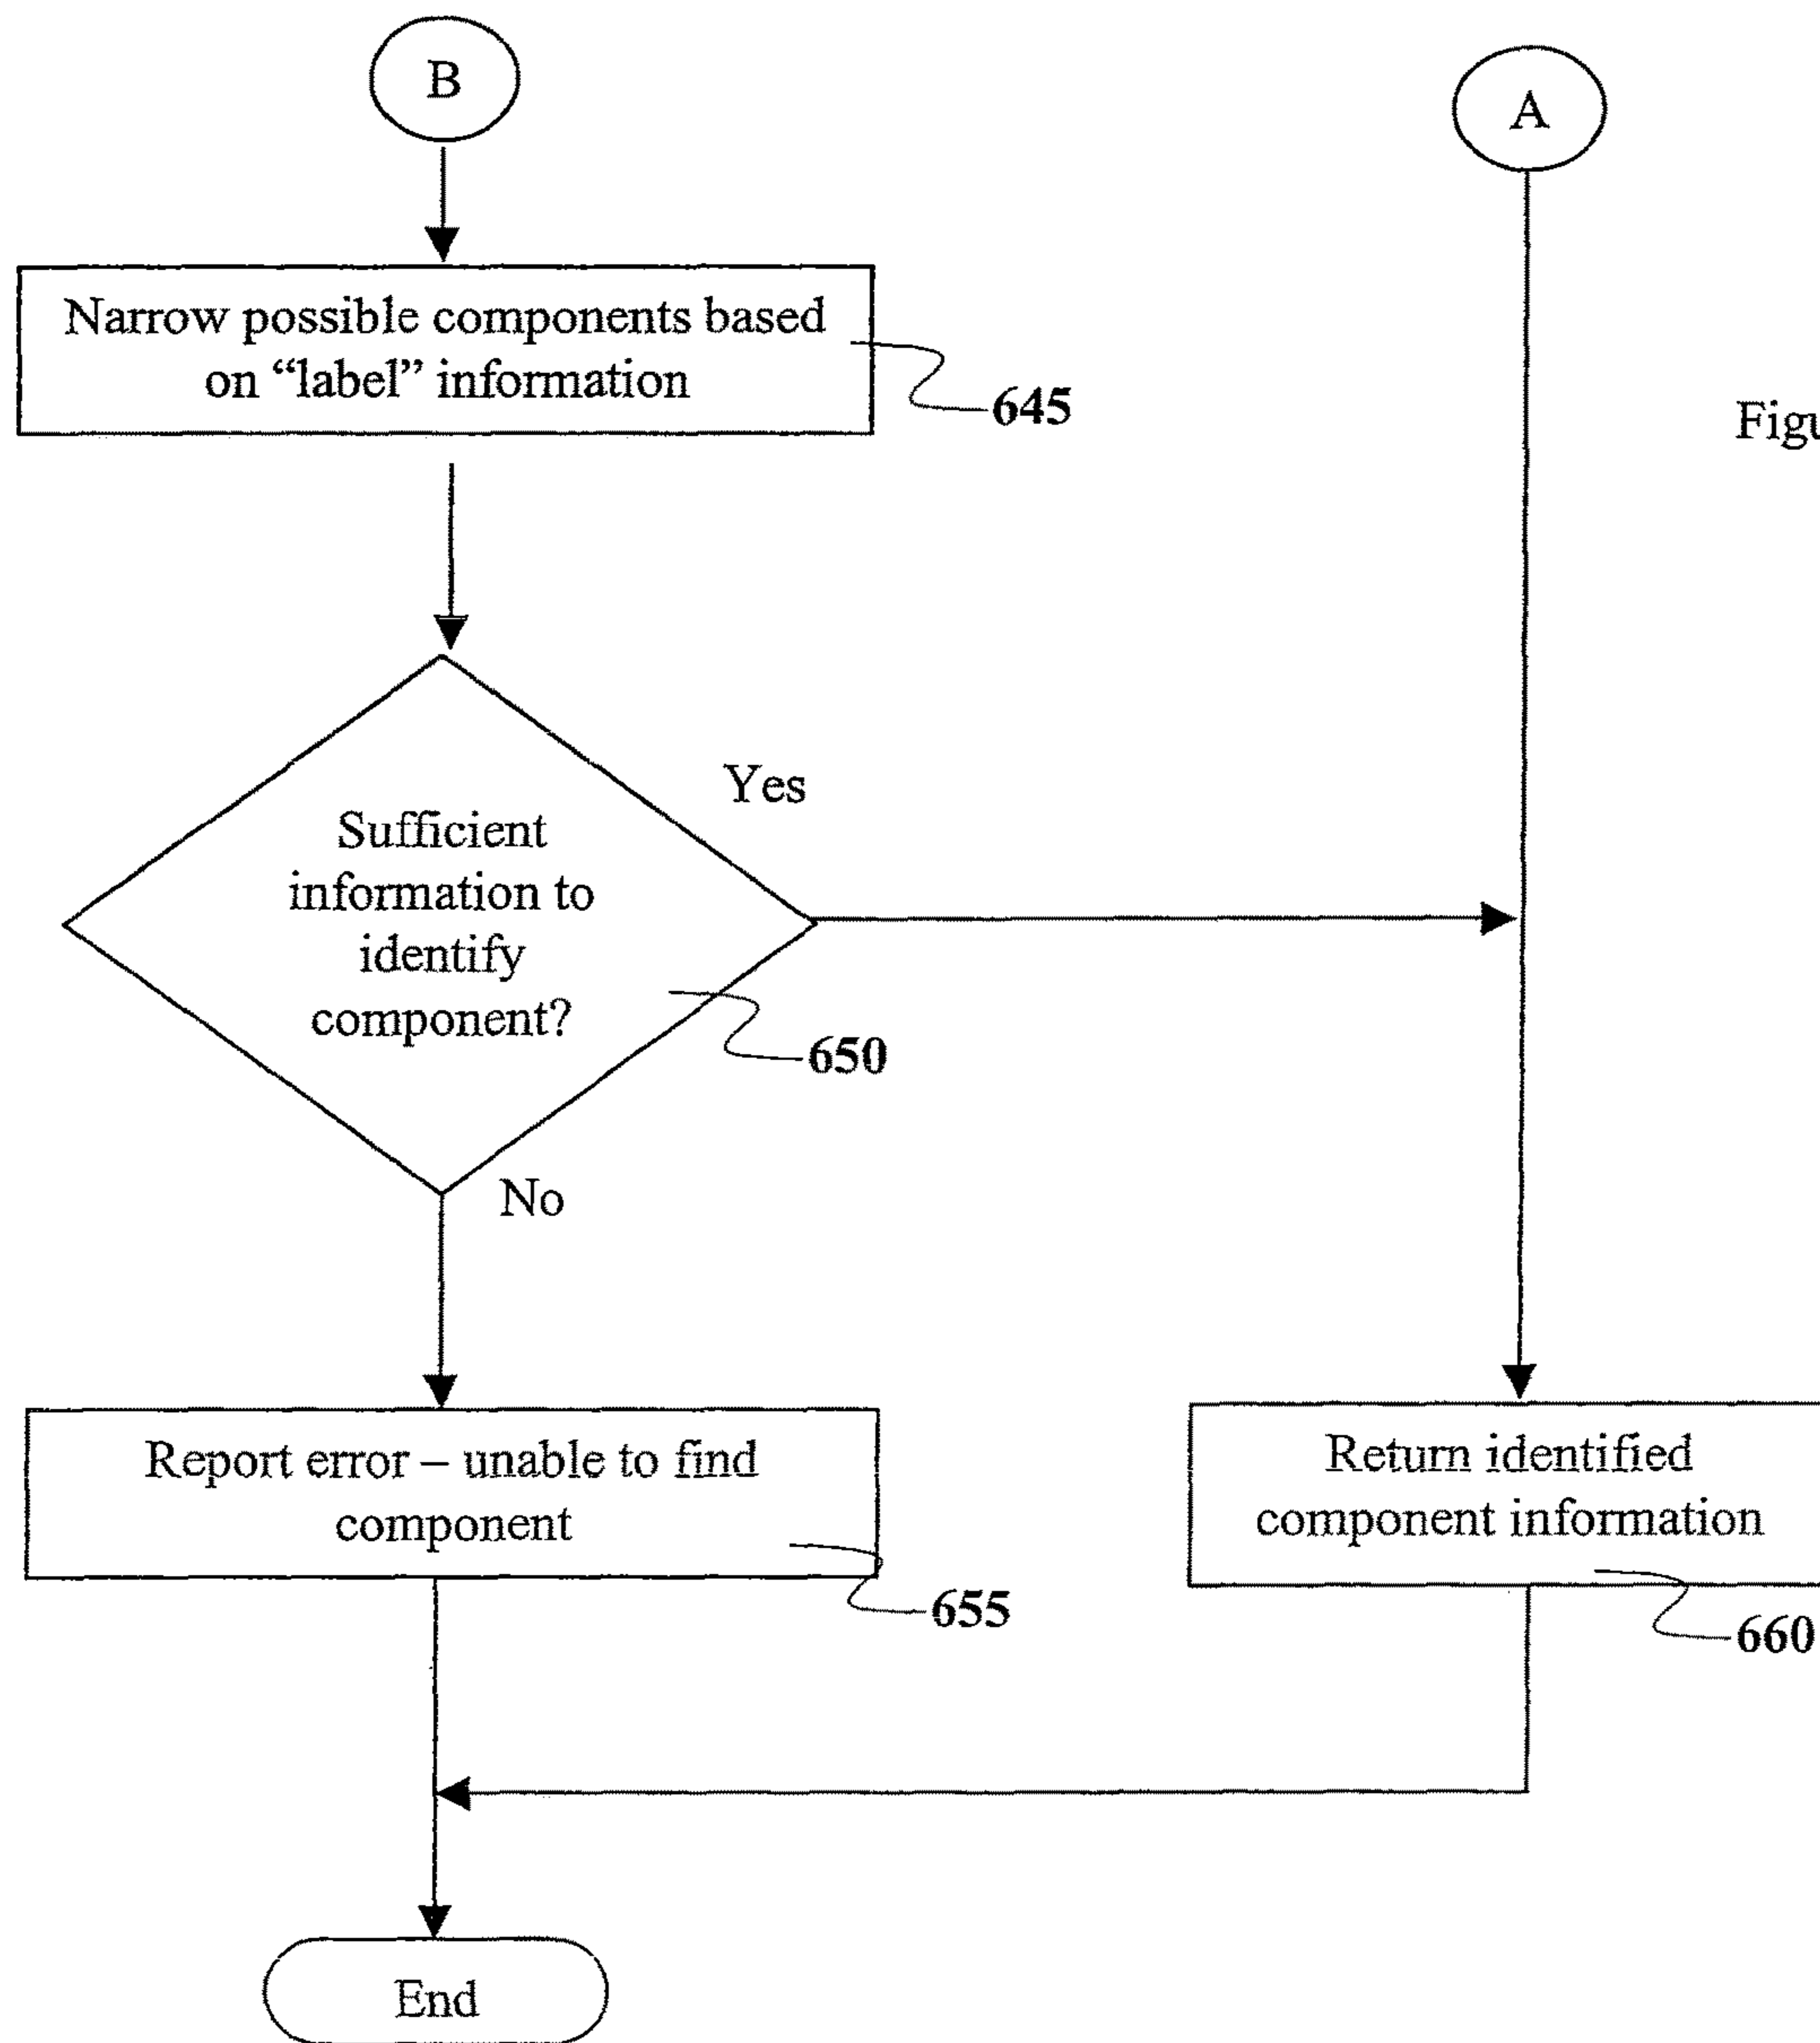 B
A
Narrow possible components based
on “label” information
645
Yes
Sufficient
information to
identify
component?
650
No
Report error – unable to find
component
655
Return identified
component information
660
End